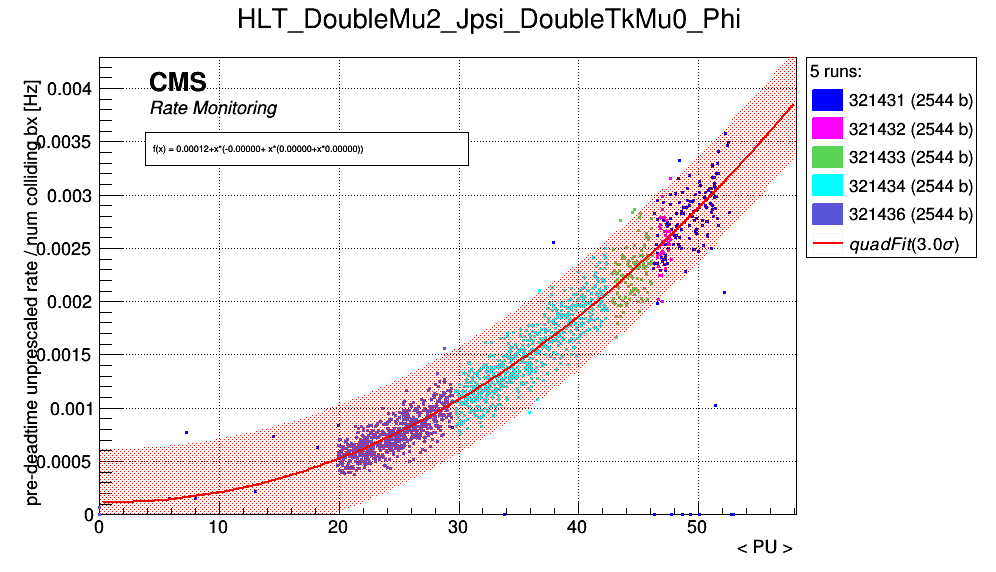 HLT_DoubleMu2_Jpsi_DoubleTkMu0_Phi
CMS
Rate Monitoring
f(x) = 0.00012+x*(-0.00000+ x*(0.00000+x*0.00000))
pre-deadtime unprescaled rate / num colliding bx [Hz]
0.004
0.0035
0.003
0.0025
0.002
0.0015
0.001
0.0005
0
0 10 20 30 40 50
< PU >
5 runs:
321431 (2544 b)
321432 (2544 b)
321433 (2544 b)
321434 (2544 b)
321436 (2544 b)
quadFit(3.0σ)